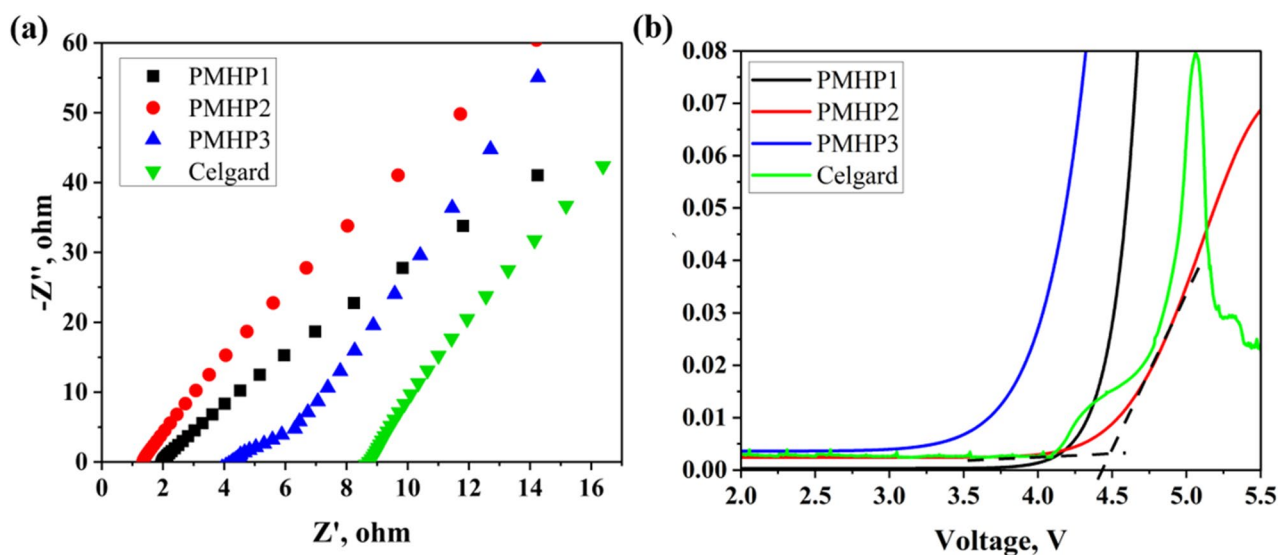 (a)
60
50
40
30
20
10
0
-Z'', ohm
PMHP1
PMHP2
PMHP3
Celgard
0 2 4 6 8 10 12 14 16
Z', ohm
(b)
0.08
0.07
0.06
0.05
0.04
0.03
0.02
0.01
0.00
PMHP1
PMHP2
PMHP3
Celgard
2.0 2.5 3.0 3.5 4.0 4.5 5.0 5.5
Voltage, V